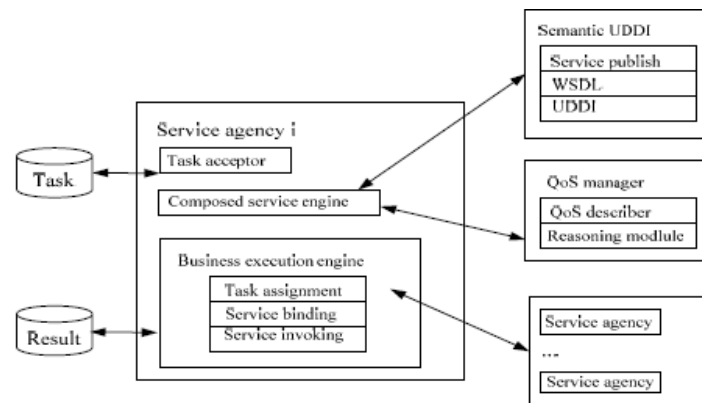 Semantic UDDI
Service publish
WSDL
UDDI
Service agency i
Task acceptor
Task
Composed service engine
QoS manager
QoS describer
Reasoning modlule
Business execution engine
Task assignment
Service binding
Service invoking
Result
Service agency
...
Service agency